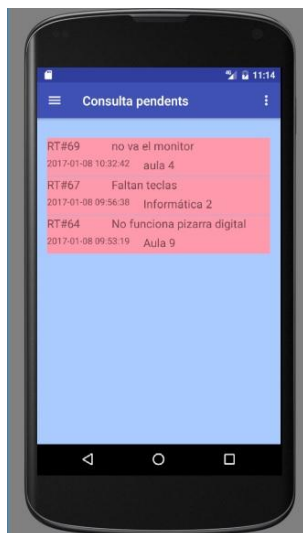 11:14
Consulta pendents
RT#69 no va el monitor
2017-01-08 10:32:42 aula 4
RT#67 Faltan teclas
2017-01-08 09:56:38 Informática 2
RT#64 No funciona pizarra digital
2017-01-08 09:53:19 Aula 9